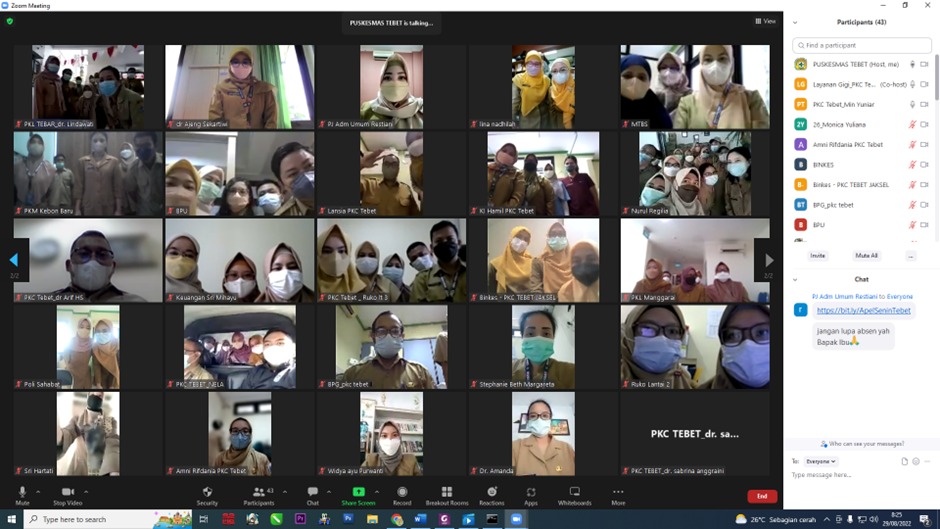 Zoom Meeting
PUSKESMAS TEBET is talking...
View
PKL TEBAR_dr. Lindawati
dr Ajeng Sekartiwi
PJ Adm Umum Restiani
lina nadhilah
MTBS
PKM Kebon Baru
BPU
Lansia PKC Tebet
KI Hamil PKC Tebet
Nurul Regilia
PKC Tebet_dr Arif HS
Keuangan Sri Mihayu
PKC Tebet _ Ruko lt 3
Binkes - PKC TEBET JAKSEL
PKL Manggarai
2/2
2/2
Poli Sahabat
PKC TEBET_NELA
BPG_pkc tebet
Stephanie Beth Margareta
Ruko Lantai 2
PKC TEBET_dr. sa...
Sri Hartati
Amni Rifdania PKC Tebet
Widya ayu Purwanti
Dr. Amanda
PKC TEBET_dr. sabrina anggraini
Mute
Stop Video
Security
43
Participants
Chat
Share Screen
Record
Breakout Rooms
Reactions
Apps
Whiteboards
More
End
Participants (43)
Find a participant
PUSKESMAS TEBET (Host, me)
LG Layanan Gigi_PKC Te... (Co-host)
PT PKC Tebet_Min Yuniar
2Y 26_Monica Yuliana
A Amni Rifdania PKC Tebet
B BINKES
B- Binkes - PKC TEBET JAKSEL
BT BPG_pkc tebet
B BPU
Invite
Mute All
...
Chat
PJ Adm Umum Restiani to Everyone
r https://bit.ly/ApelSeninTebet
Jangan lupa absen yah
Bapak Ibu🙏
Who can see your messages?
To: Everyone
Type message here...
Type here to search
26°C Sebagian cerah
8:25
29/08/2022